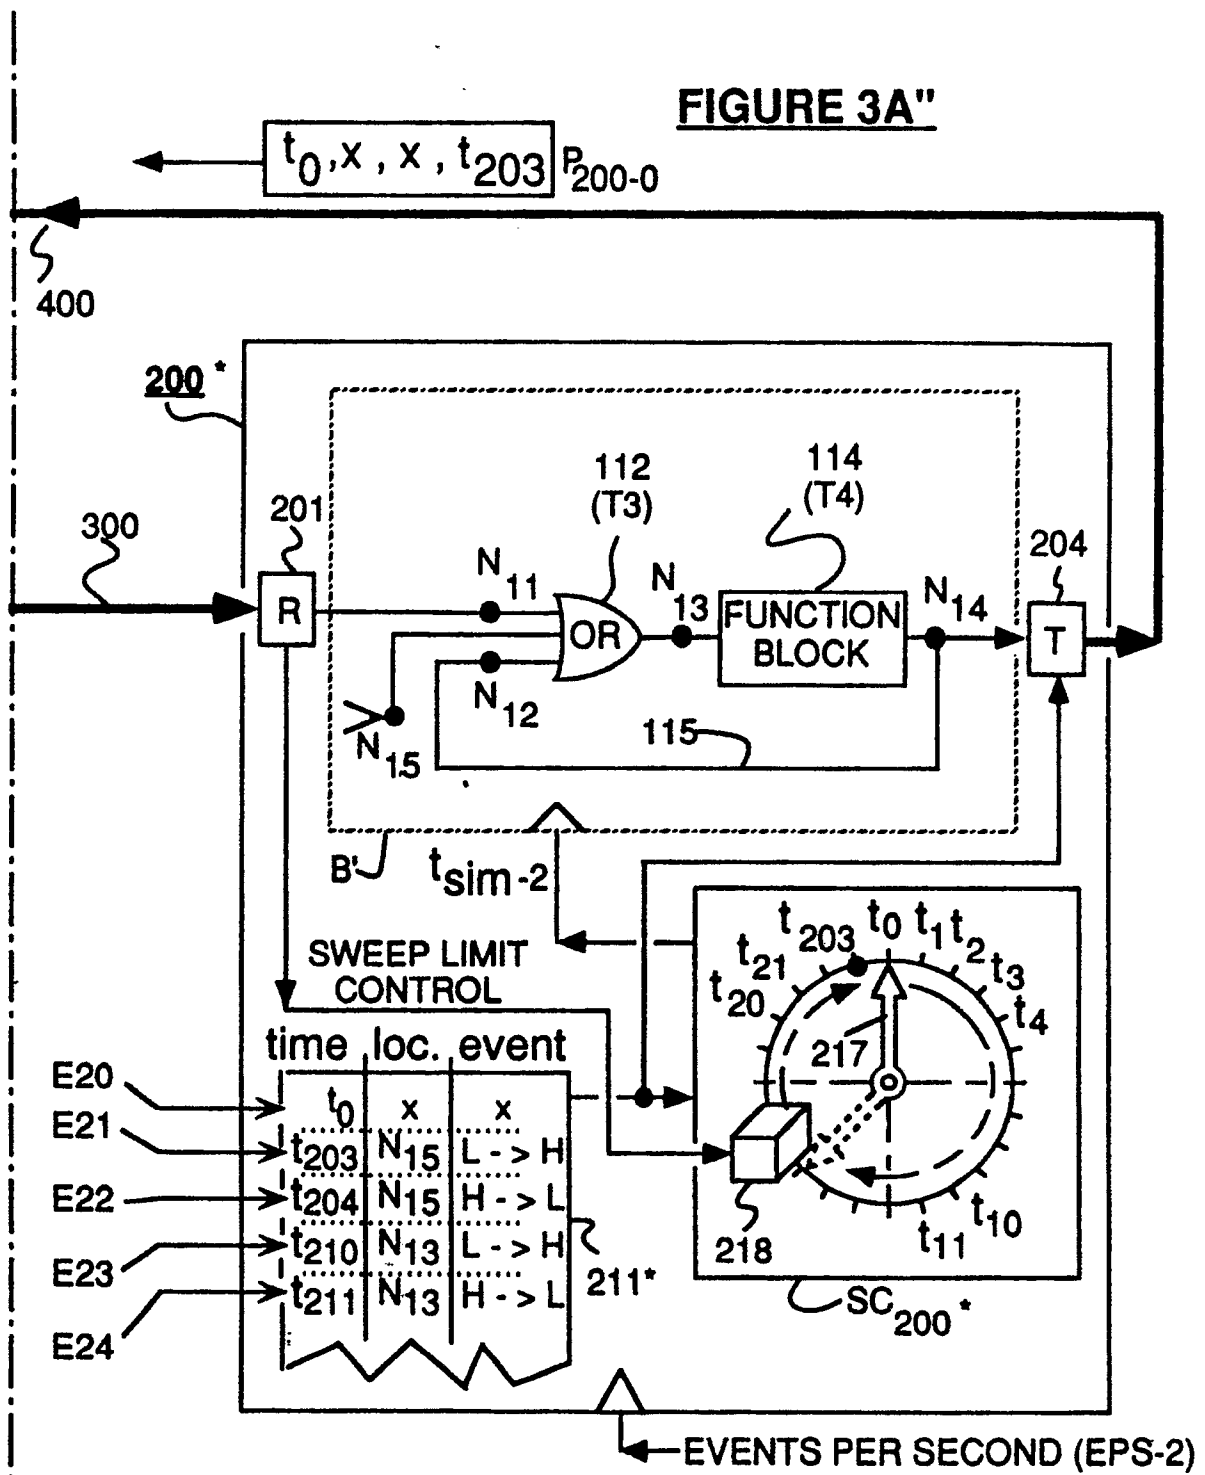 FIGURE 3A"
t0,x , x , t203 P200-0
400
200 *
112
(T3)
114
(T4)
201
300
204
N11
N13
N14
R
OR
FUNCTION
BLOCK
T
N12
N15
115
B'
tsim-2
SWEEP LIMIT
CONTROL
t203 t0 t1 t2
t21 t3
t20 t4
217
time loc. event
E20 t0 x x
E21 t203 N15 L - > H
E22 t204 N15 H - > L
E23 t210 N13 L - > H
E24 t211 N13 H - > L
211*
218
t10
t11
SC200*
EVENTS PER SECOND (EPS-2)